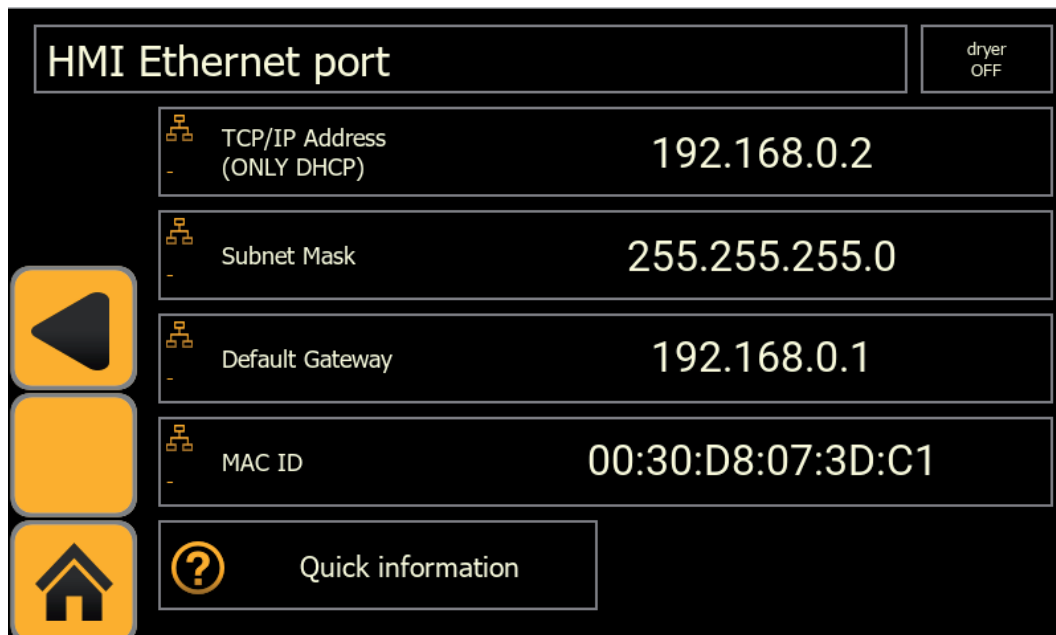 HMI Ethernet port
dryer
OFF
TCP/IP Address
(ONLY DHCP)
192.168.0.2
-
Subnet Mask
255.255.255.0
-
Default Gateway
192.168.0.1
-
MAC ID
00:30:D8:07:3D:C1
-
? Quick information